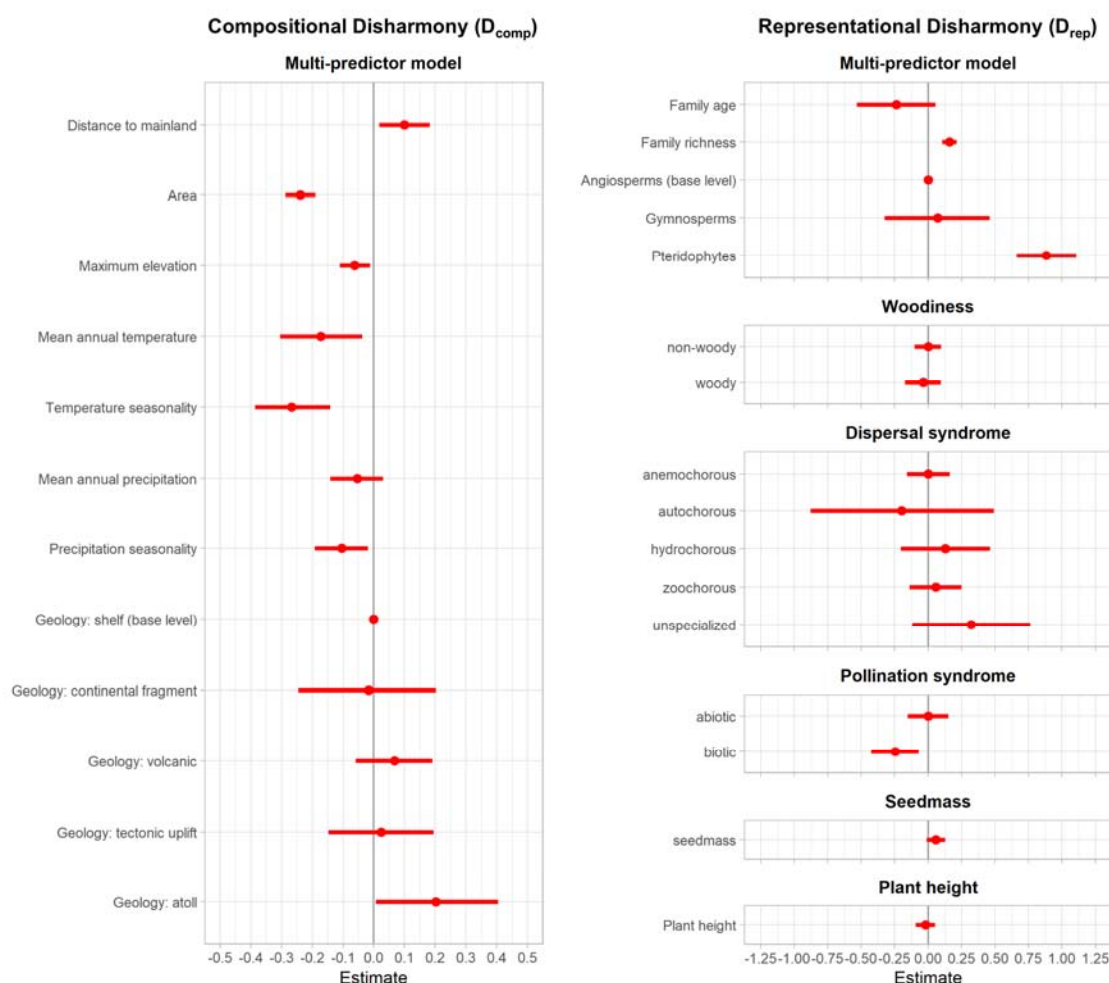 Compositional Disharmony (Dcomp)
Multi-predictor model
Distance to mainland
Area
Maximum elevation
Mean annual temperature
Temperature seasonality
Mean annual precipitation
Precipitation seasonality
Geology: shelf (base level)
Geology: continental fragment
Geology: volcanic
Geology: tectonic uplift
Geology: atoll
-0.5 -0.4 -0.3 -0.2 -0.1 0.0 0.1 0.2 0.3 0.4 0.5
Estimate
Representational Disharmony (Drep)
Multi-predictor model
Family age
Family richness
Angiosperms (base level)
Gymnosperms
Pteridophytes
Woodiness
non-woody
woody
Dispersal syndrome
anemochorous
autochorous
hydrochorous
zoochorous
unspecialized
Pollination syndrome
abiotic
biotic
Seedmass
seedmass
Plant height
Plant height
-1.25-1.00-0.75-0.50-0.25 0.00 0.25 0.50 0.75 1.00 1.25
Estimate